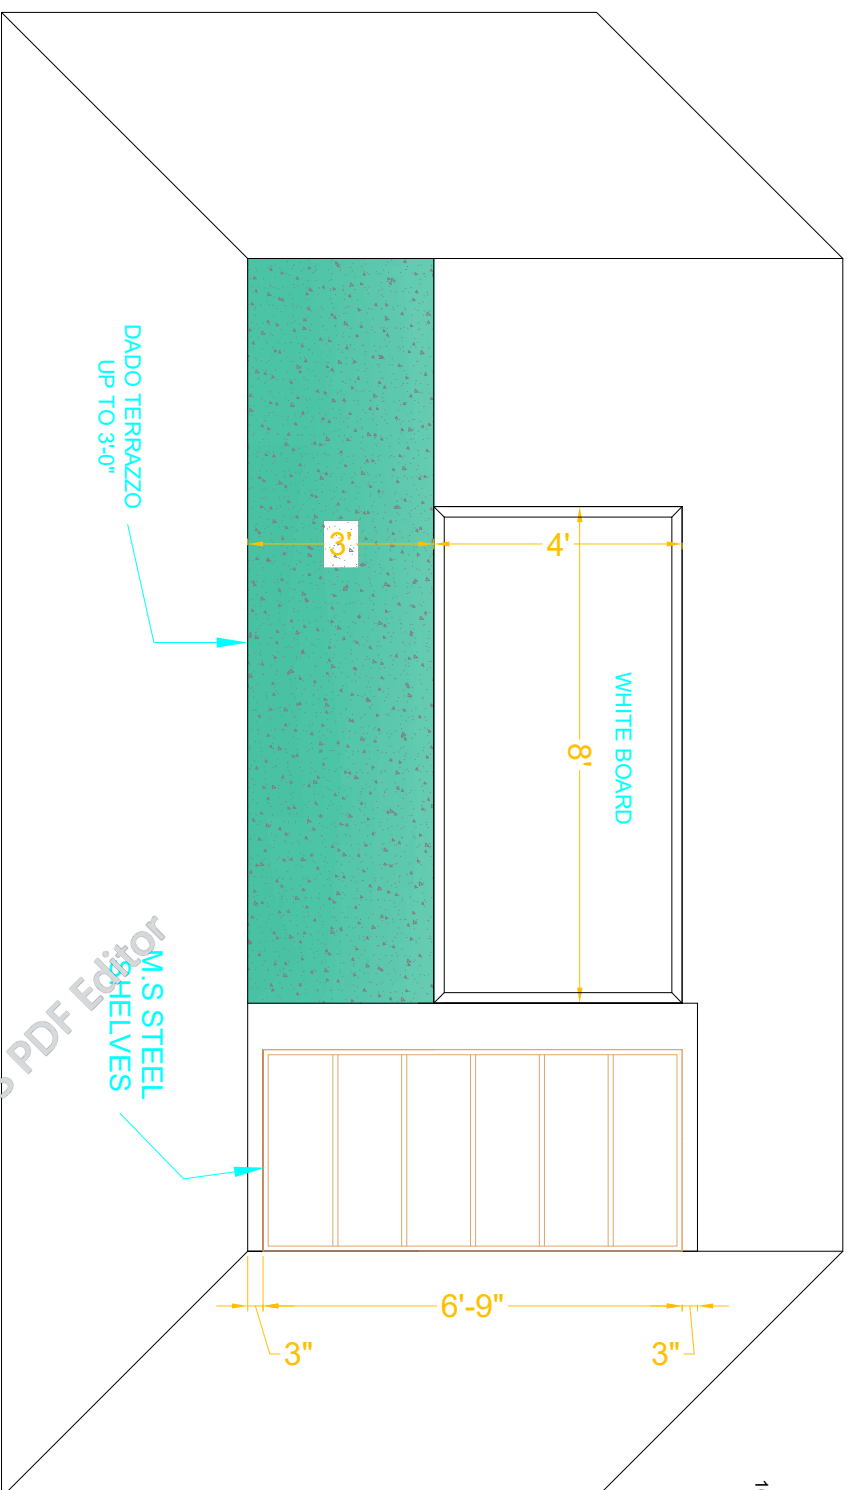 DADO TERRAZZO
UP TO 3'-0"
3'
4'
8'
WHITE BOARD
M.S STEEL
SHELVES
PDF Editor
6'-9"
3"
3"